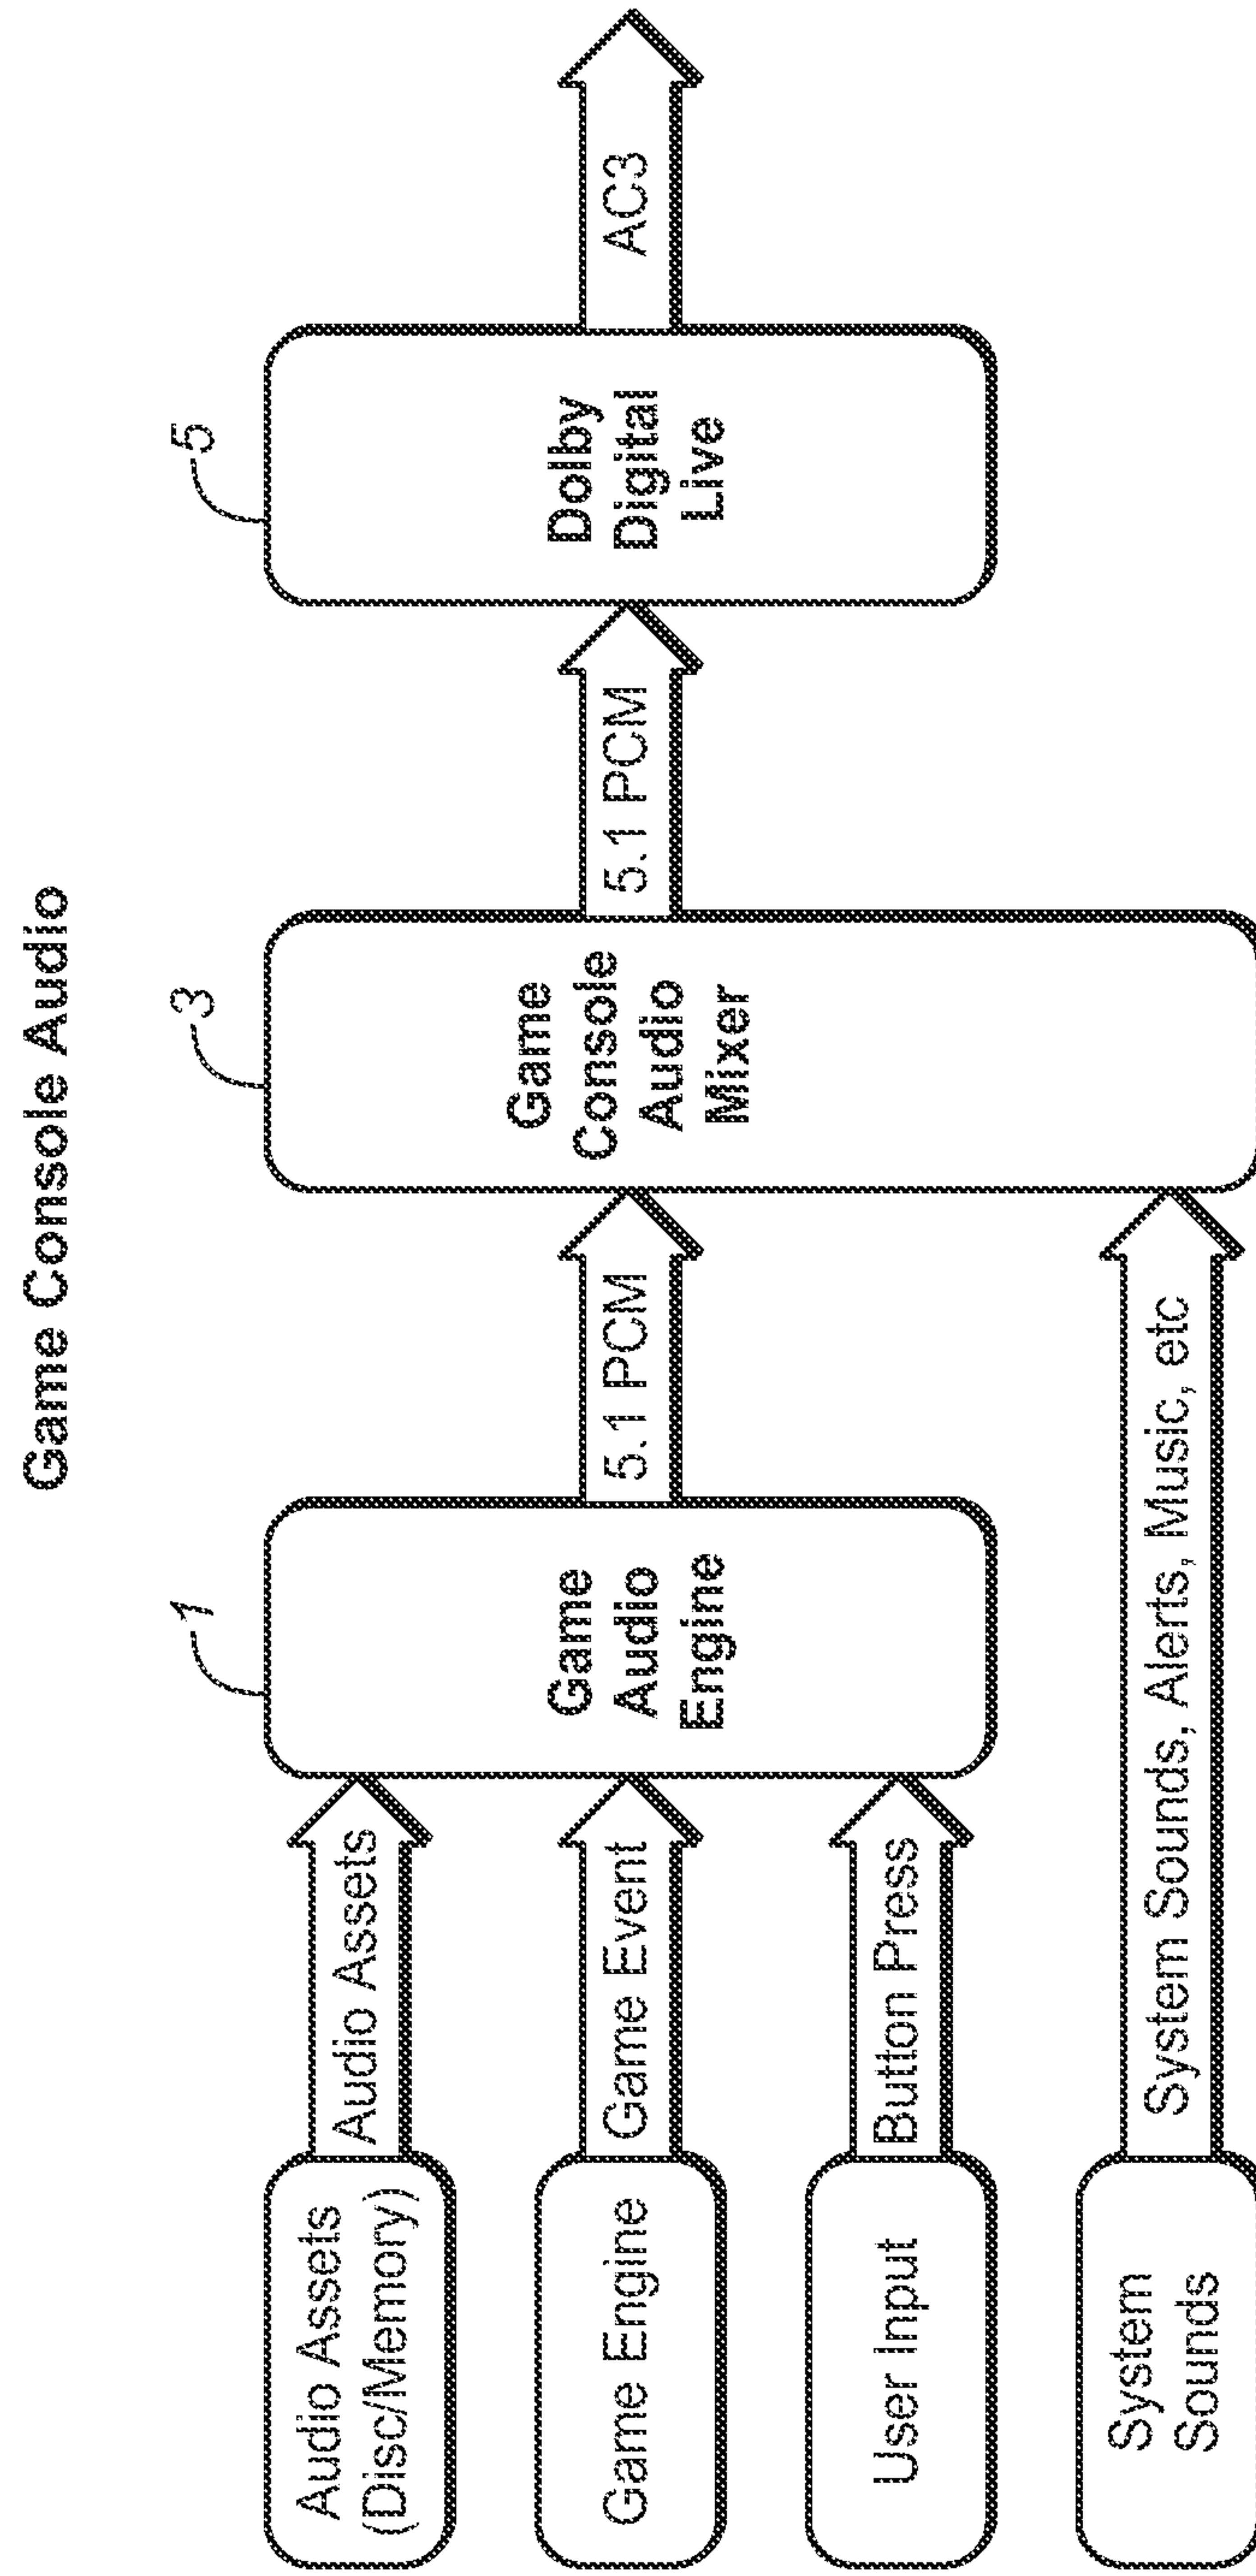 Game Console Audio
Audio Assets
(Disc/Memory)
Audio Assets
Game Engine
Game Event
User Input
Button Press
System
Sounds
System Sounds, Alerts, Music, etc
1
Game
Audio
Engine
5.1 PCM
3
Game
Console
Audio
Mixer
5.1 PCM
5
Dolby
Digital
Live
AC3